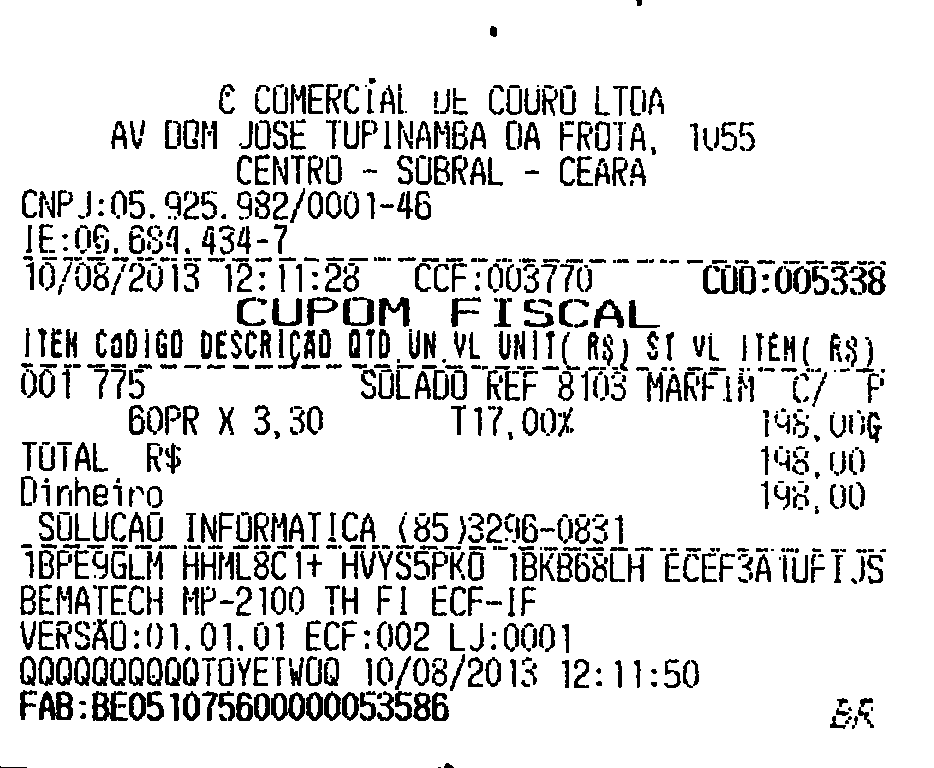 C COMERCIAL DE COURO LTDA
AV DOM JOSE TUPINAMBA DA FROTA, 1055
CENTRO - SOBRAL - CEARA
CNPJ:05.925.982/0001-46
IE:06.684.434-7
10/08/2013 12:11:28 CCF:003770 COO:005338
CUPOM FISCAL
ITEM CODIGO DESCRIÇÃO QTD.UN.VL UNIT( R$) ST VL ITEM( R$)
001 775 SOLADO REF 8103 MARFIM C/ P
60PR X 3,30 T17,00% 198,00G
TOTAL R$ 198,00
Dinheiro 198,00
SOLUCAO INFORMATICA (85)3296-0831
1BPE9GLM HHML8C1+ HVYS5PKO 1BKB68LH ECEF3A1UFIJS
BEMATECH MP-2100 TH FI ECF-IF
VERSÃO:01.01.01 ECF:002 LJ:0001
QQQQQQQQQQTOYETWOQ 10/08/2013 12:11:50
FAB:BE051075600000053586 BR